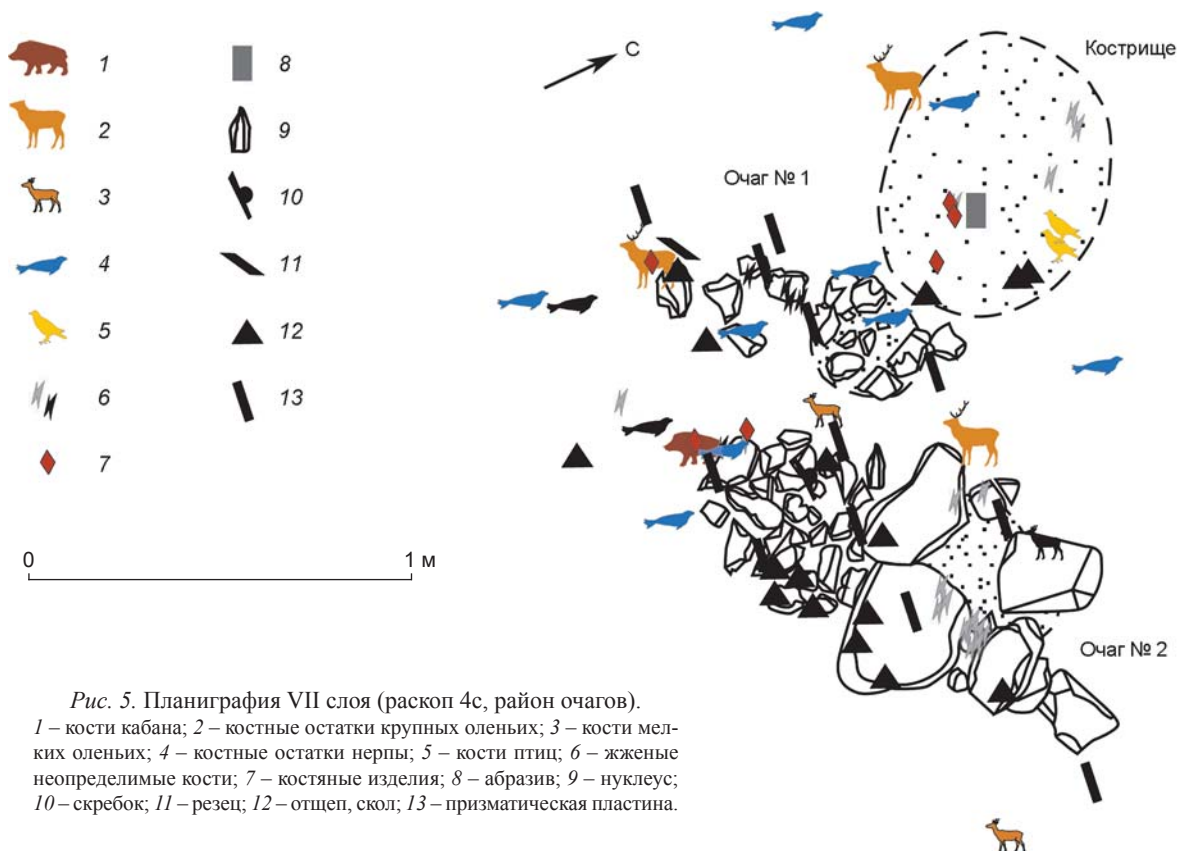 1
2
3
4
5
6
7
8
9
10
11
12
13
С
Кострище
Очаг № 1
Очаг № 2
0 1 м
Рис. 5. Планиграфия VII слоя (раскоп 4с, район очагов).
1 – кости кабана; 2 – костные остатки крупных оленьих; 3 – кости мел-
ких оленьих; 4 – костные остатки нерпы; 5 – кости птиц; 6 – жженые
неопределимые кости; 7 – костяные изделия; 8 – абразив; 9 – нуклеус;
10 – скребок; 11 – резец; 12 – отщеп, скол; 13 – призматическая пластина.